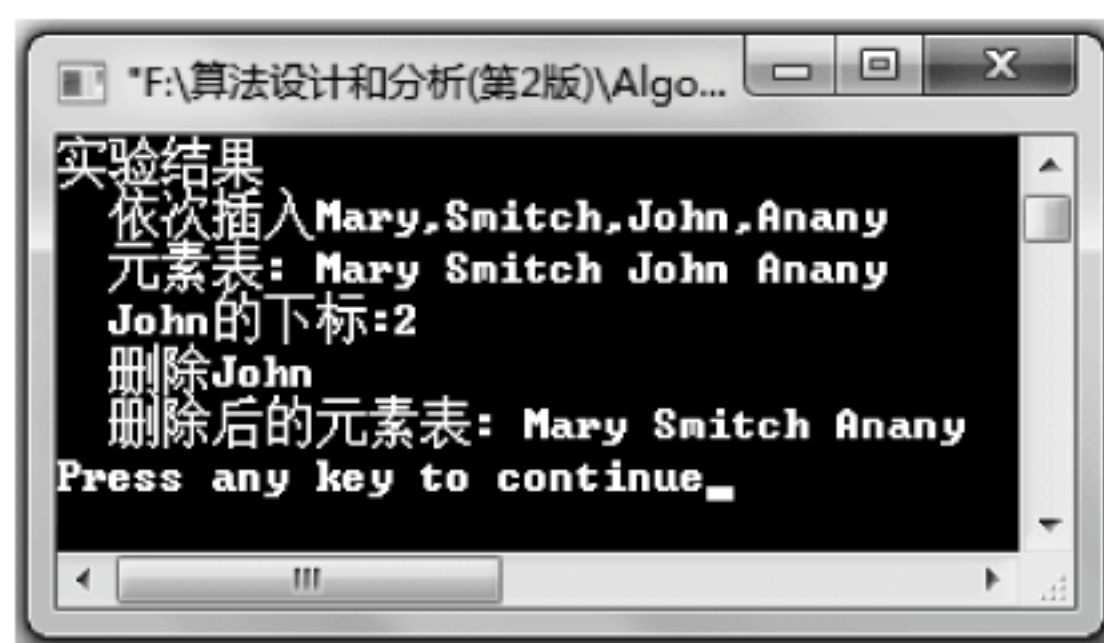 "F:\算法设计和分析(第2版)\Algo...
实验结果
依次插入Mary,Smitch,John,Anany
元素表: Mary Smitch John Anany
John的下标:2
删除John
删除后的元素表: Mary Smitch Anany
Press any key to continue